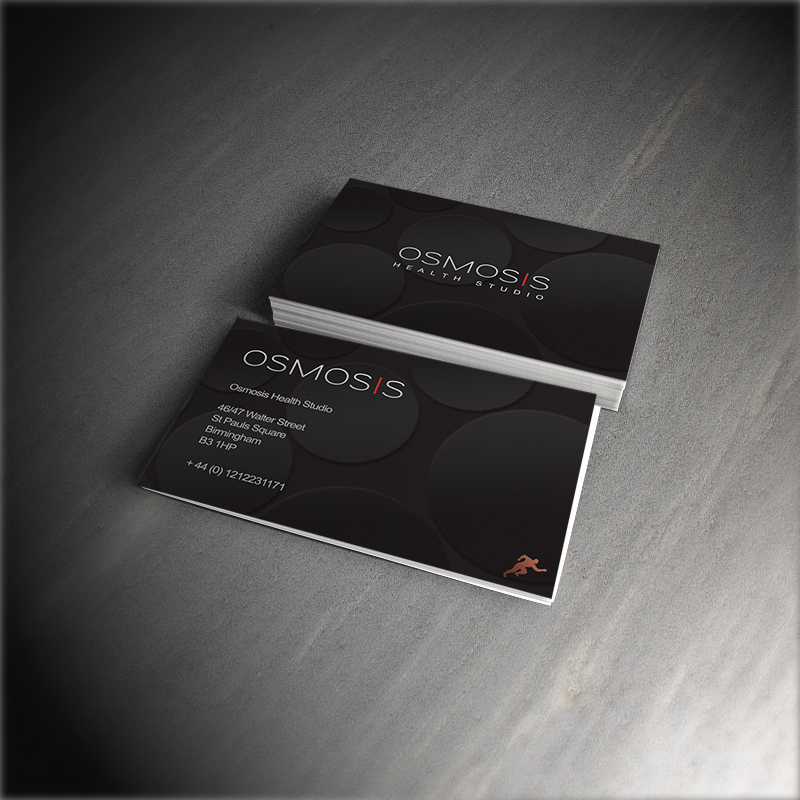 OSMOSIS
HEALTH STUDIO
OSMOSIS
Osmosis Health Studio
46/47 Walter Street
St Pauls Square
Birmingham
B3 1HP
+ 44 (0) 1212231171